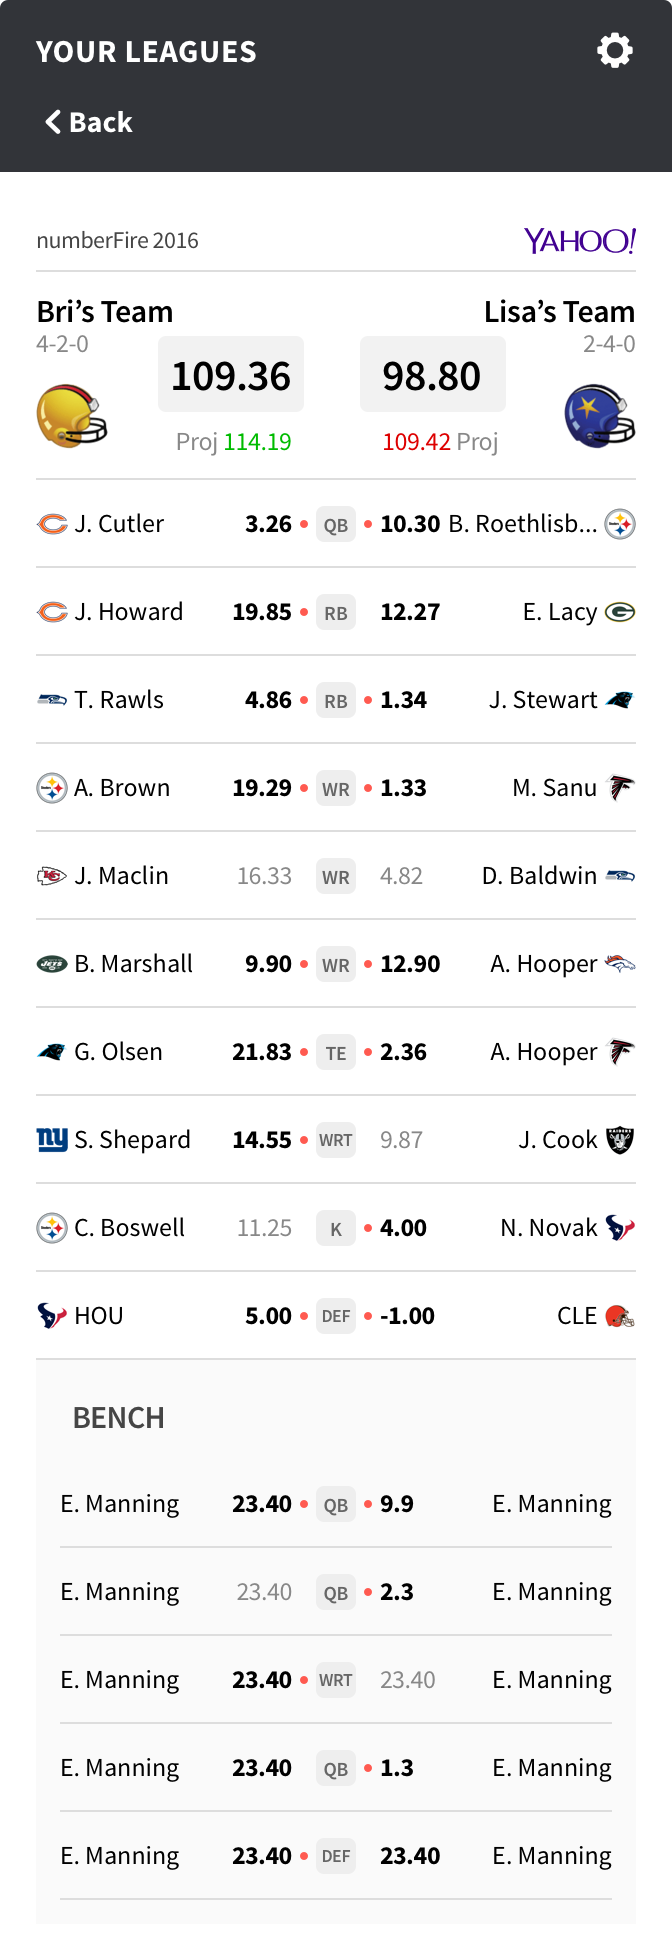 YOUR LEAGUES
Back
numberFire 2016 YAHOO!
Bri’s Team Lisa’s Team
4-2-0 2-4-0
109.36 98.80
Proj 114.19 109.42 Proj
J. Cutler 3.26 QB 10.30 B. Roethlisb...
J. Howard 19.85 RB 12.27 E. Lacy
T. Rawls 4.86 RB 1.34 J. Stewart
A. Brown 19.29 WR 1.33 M. Sanu
J. Maclin 16.33 WR 4.82 D. Baldwin
B. Marshall 9.90 WR 12.90 A. Hooper
G. Olsen 21.83 TE 2.36 A. Hooper
ny S. Shepard 14.55 WRT 9.87 J. Cook
C. Boswell 11.25 K 4.00 N. Novak
HOU 5.00 DEF -1.00 CLE
BENCH
E. Manning 23.40 QB 9.9 E. Manning
E. Manning 23.40 QB 2.3 E. Manning
E. Manning 23.40 WRT 23.40 E. Manning
E. Manning 23.40 QB 1.3 E. Manning
E. Manning 23.40 DEF 23.40 E. Manning